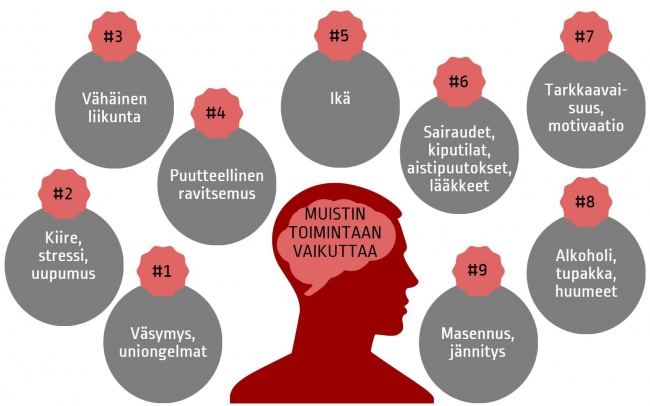 #1
Väsymys,
uniongelmat
#2
Kiire,
stressi,
uupumus
#3
Vähäinen
liikunta
#4
Puutteellinen
ravitsemus
#5
Ikä
#6
Sairaudet,
kiputilat,
aistipuutokset,
lääkkeet
#7
Tarkkaavai-
suus,
motivaatio
#8
Alkoholi,
tupakka,
huumeet
#9
Masennus,
jännitys
MUISTIN
TOIMINTAAN
VAIKUTTAA